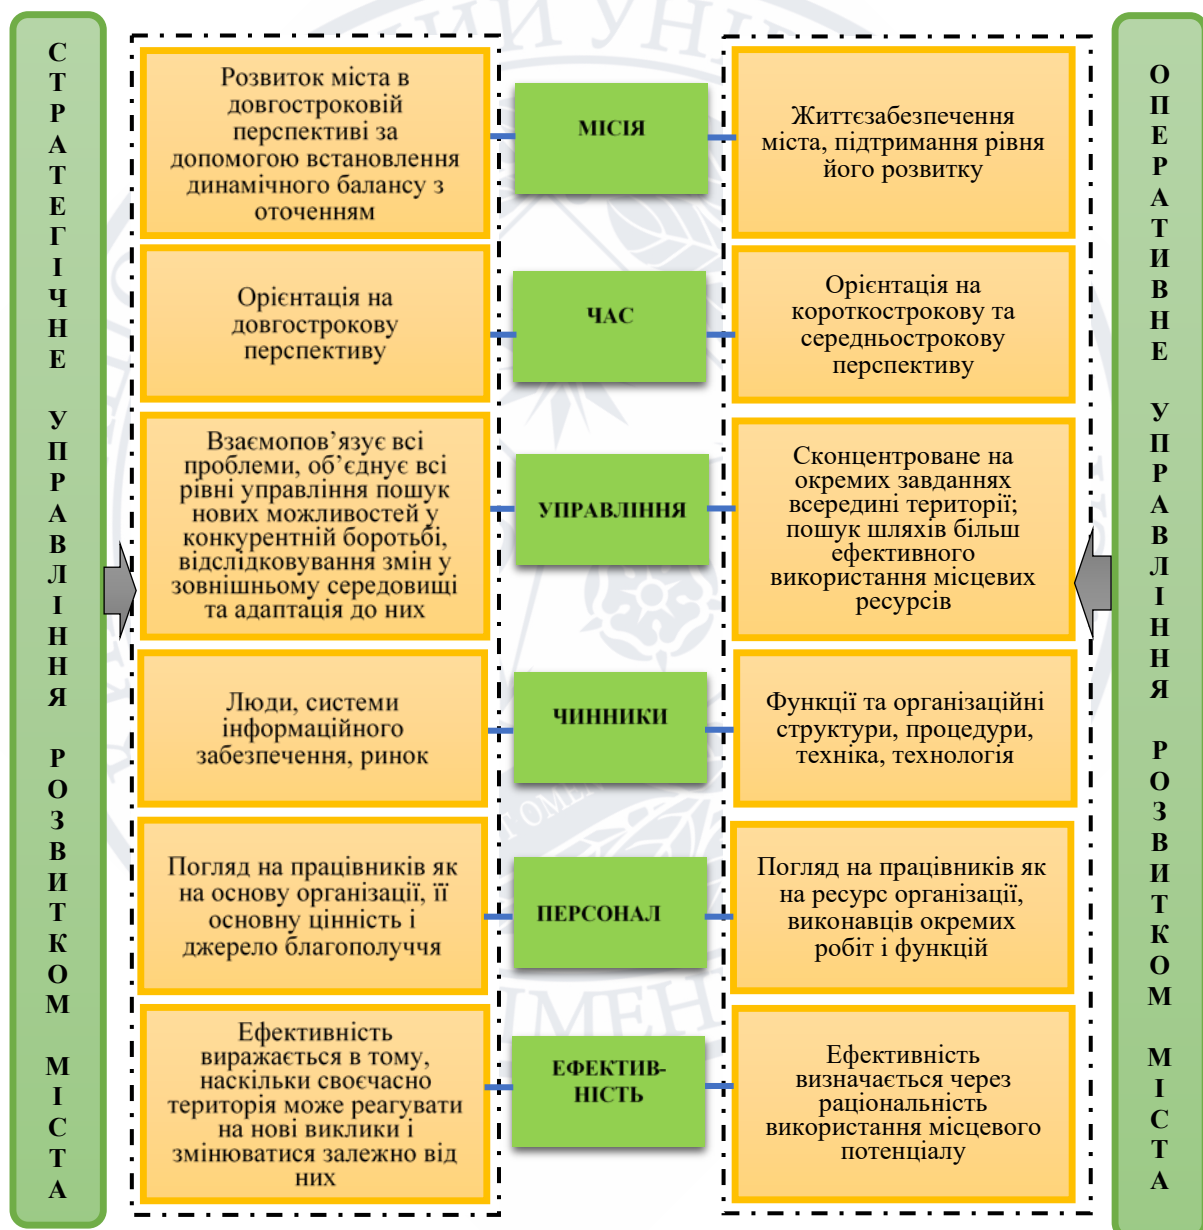 СТРАТЕГІЧНЕ УПРАВЛІННЯ РОЗВИТКОМ МІСТА
Розвиток міста в
довгостроковій
перспективі за
допомогою встановлення
динамічного балансу з
оточенням
МІСІЯ
Життєзабезпечення
міста, підтримання рівня
його розвитку
Орієнтація на
довгострокову
перспективу
ЧАС
Орієнтація на
короткострокову та
середньострокову
перспективу
Взаємопов’язує всі
проблеми, об’єднує всі
рівні управління пошук
нових можливостей у
конкурентній боротьбі,
відслідковування змін у
зовнішньому середовищі
та адаптація до них
УПРАВЛІННЯ
Сконцентроване на
окремих завданнях
всередині території;
пошук шляхів більш
ефективного
використання місцевих
ресурсів
Люди, системи
інформаційного
забезпечення, ринок
ЧИННИКИ
Функції та організаційні
структури, процедури,
техніка, технологія
Погляд на працівників як
на основу організації, її
основну цінність і
джерело благополуччя
ПЕРСОНАЛ
Погляд на працівників як
на ресурс організації,
виконавців окремих
робіт і функцій
Ефективність
виражається в тому,
наскільки своєчасно
територія може реагувати
на нові виклики і
змінюватися залежно від
них
ЕФЕКТИВ-
НІСТЬ
Ефективність
визначається через
раціональність
використання місцевого
потенціалу
ОПЕРАТИВНЕ УПРАВЛІННЯ РОЗВИТКОМ МІСТА